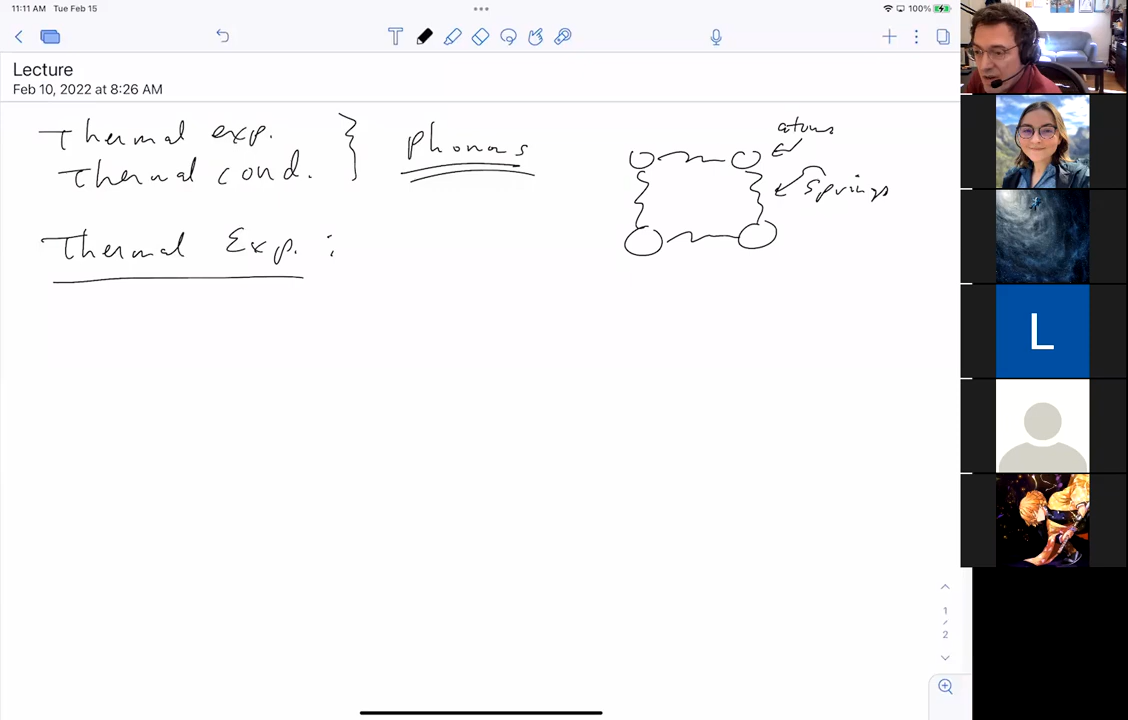 11:11 AM Tue Feb 15
100%
Lecture
Feb 10, 2022 at 8:26 AM
Thermal exp.
Thermal cond.
Phonons
atoms
Springs
Thermal Exp. :
1
/
2
L